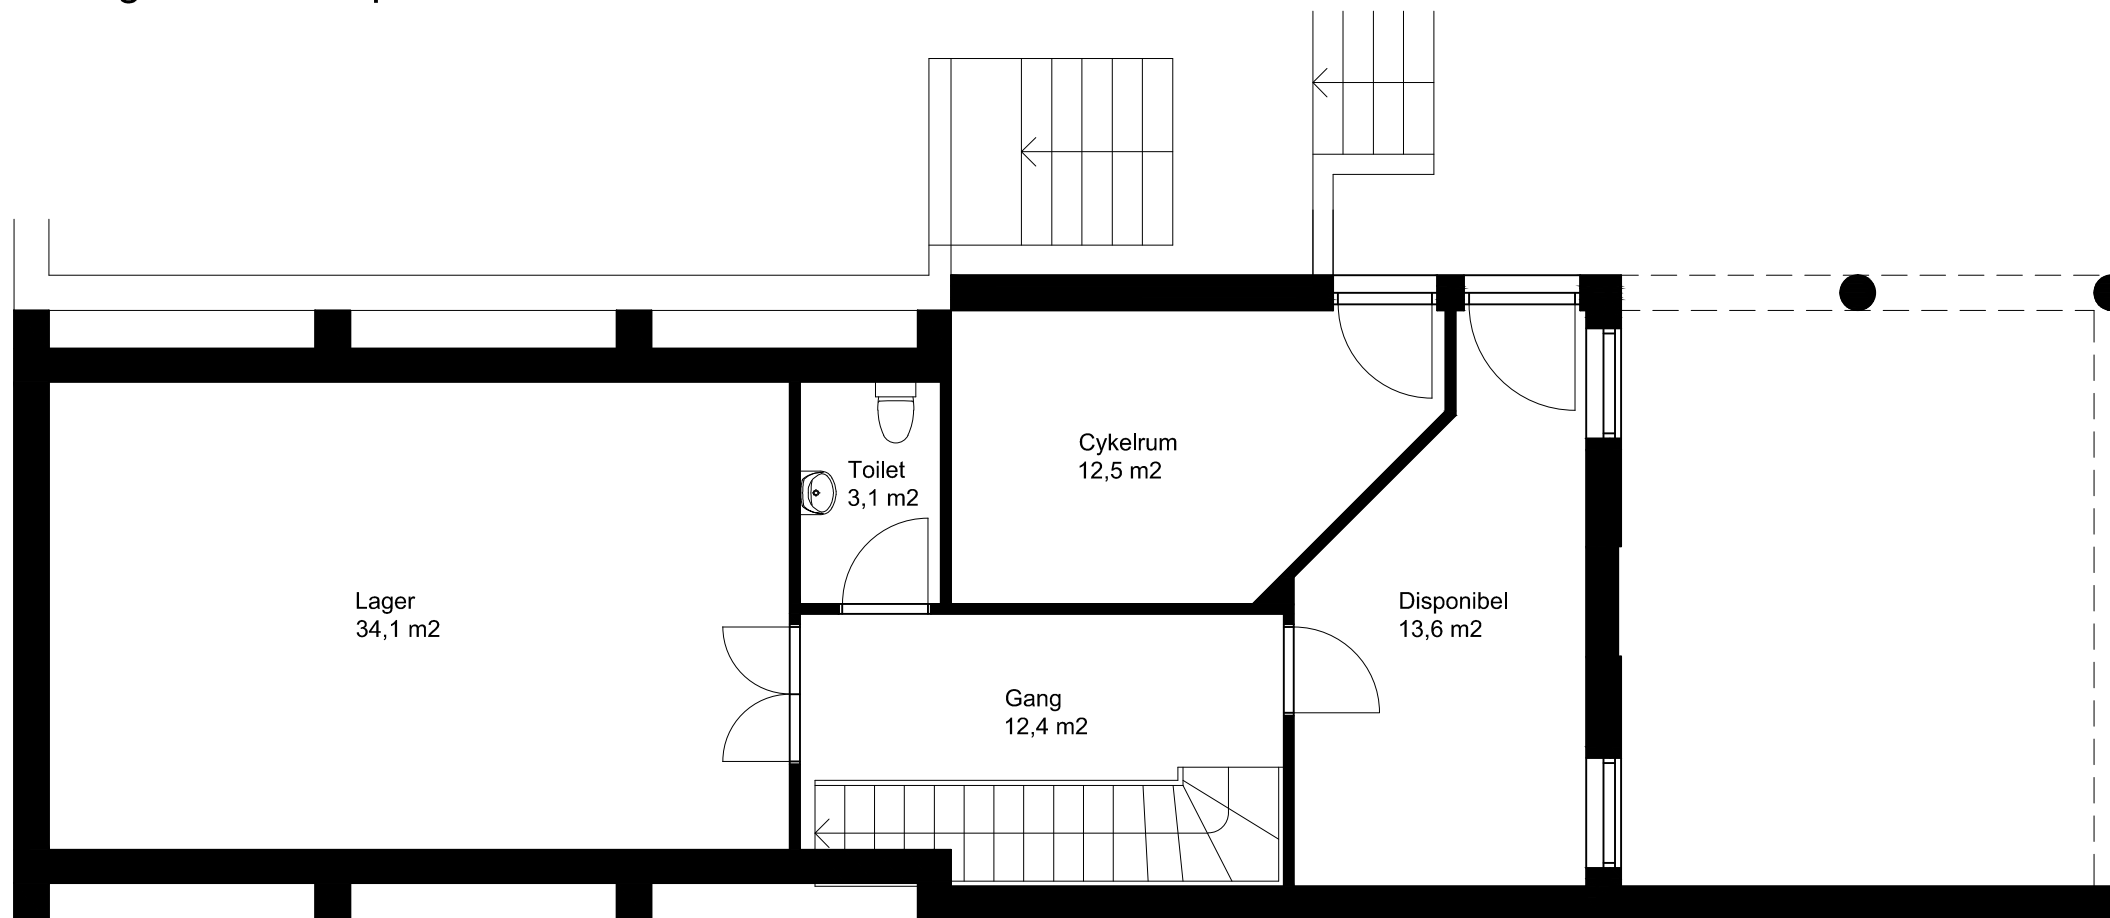 Toilet
3,1 m2
Cykelrum
12,5 m2
Lager
34,1 m2
Disponibel
13,6 m2
Gang
12,4 m2